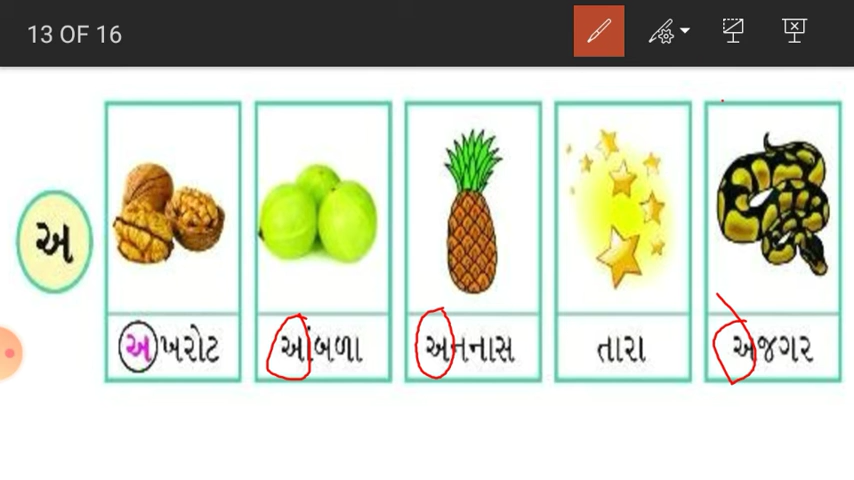 13 OF 16
અ
અખરોટ
આંબળા
અનનાસ
તારા
અજગર